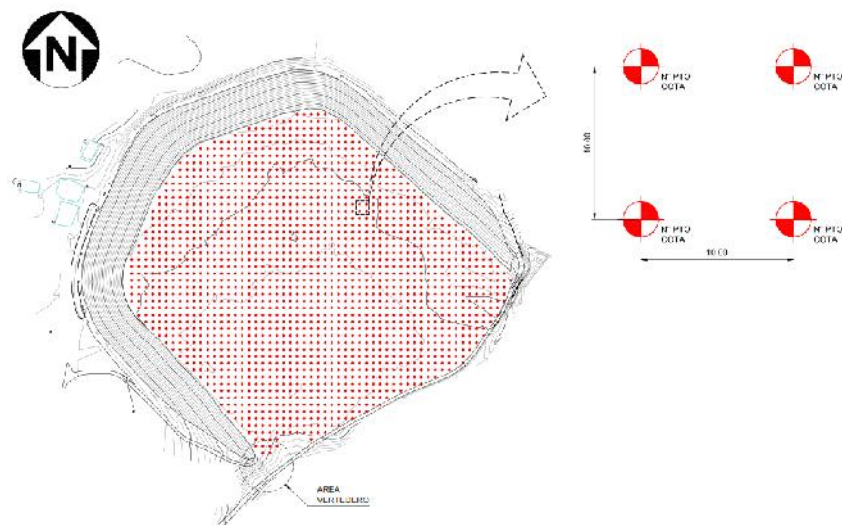 N
N° PTO
COTA
N° PTO
COTA
10.00
N° PTO
COTA
N° PTO
COTA
10.00
AREA
VERTEDERO